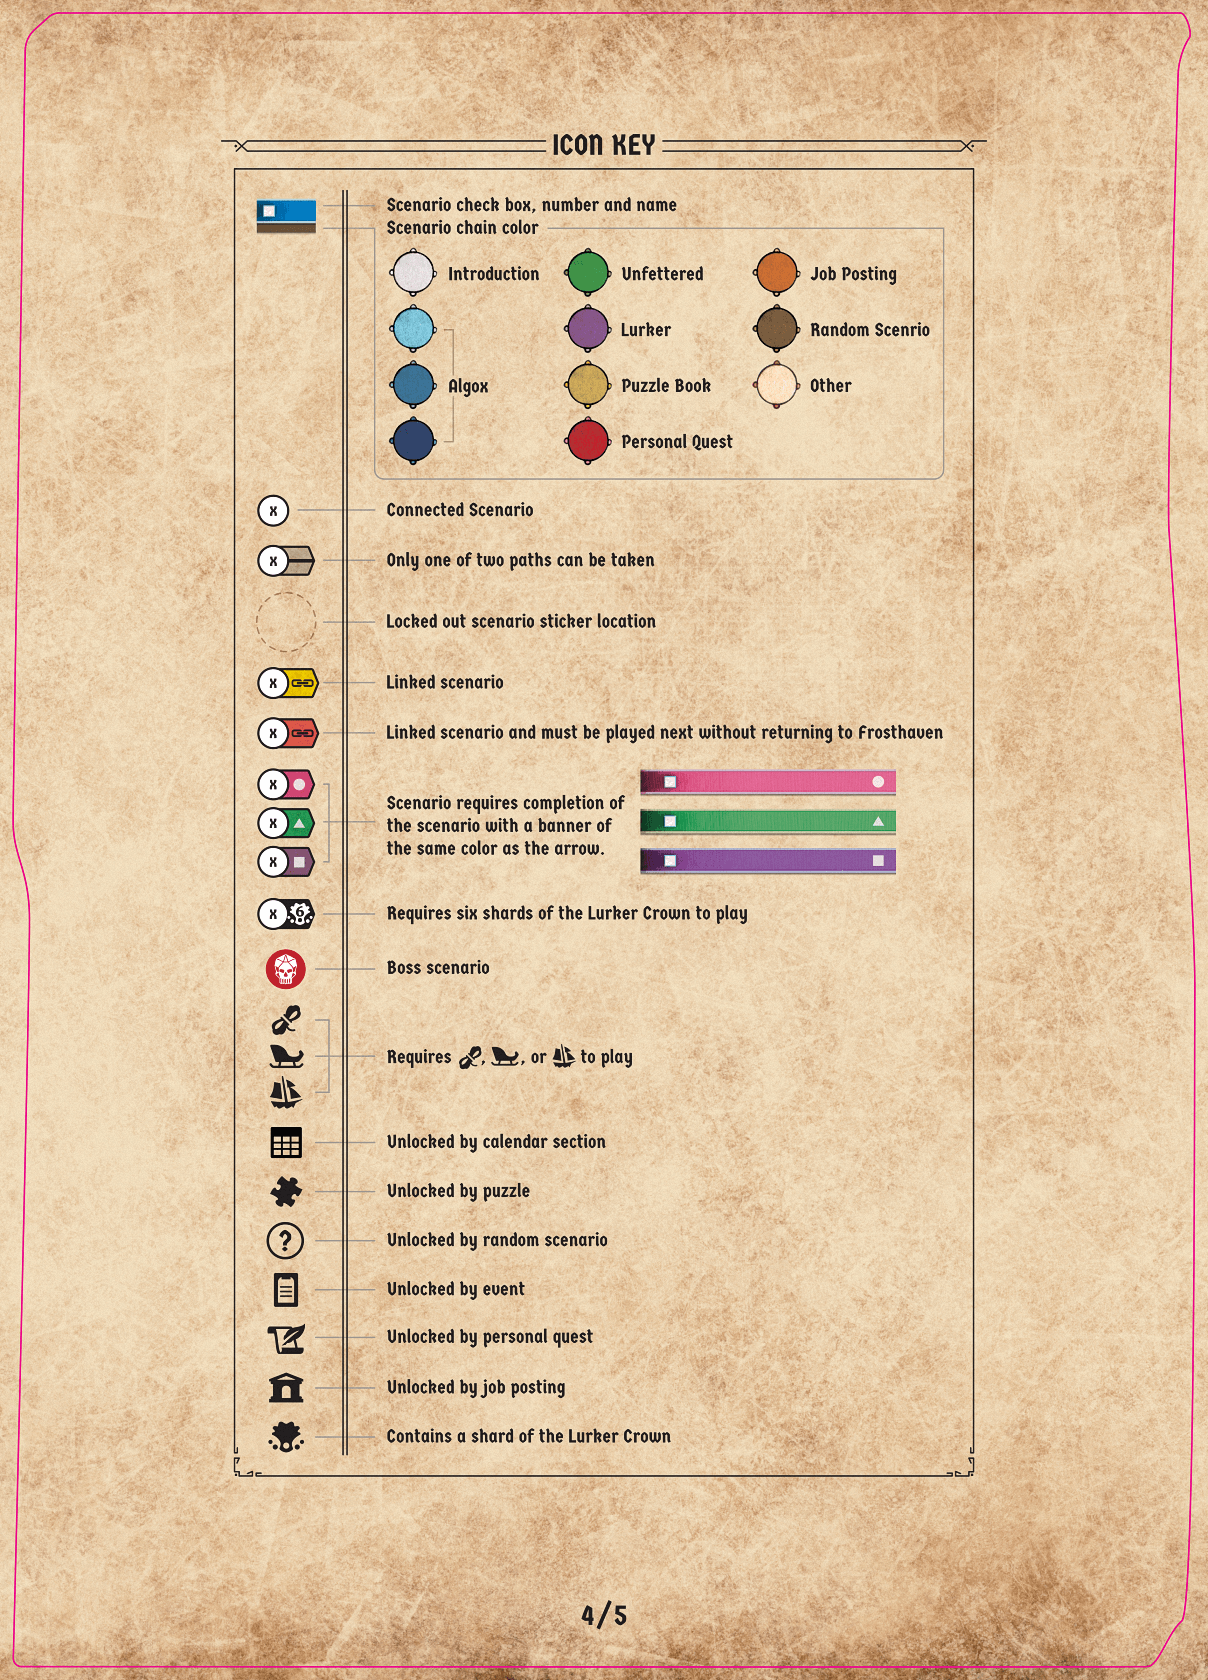 ICON KEY
Scenario check box, number and name
Scenario chain color
Introduction
Unfettered
Job Posting
Lurker
Random Scenrio
Algox
Puzzle Book
Other
Personal Quest
x
Connected Scenario
x
Only one of two paths can be taken
Locked out scenario sticker location
x
Linked scenario
x
Linked scenario and must be played next without returning to Frosthaven
x
x
x
Scenario requires completion of
the scenario with a banner of
the same color as the arrow.
x 6
Requires six shards of the Lurker Crown to play
Boss scenario
Requires , , or to play
Unlocked by calendar section
Unlocked by puzzle
?
Unlocked by random scenario
Unlocked by event
Unlocked by personal quest
Unlocked by job posting
Contains a shard of the Lurker Crown
4/5